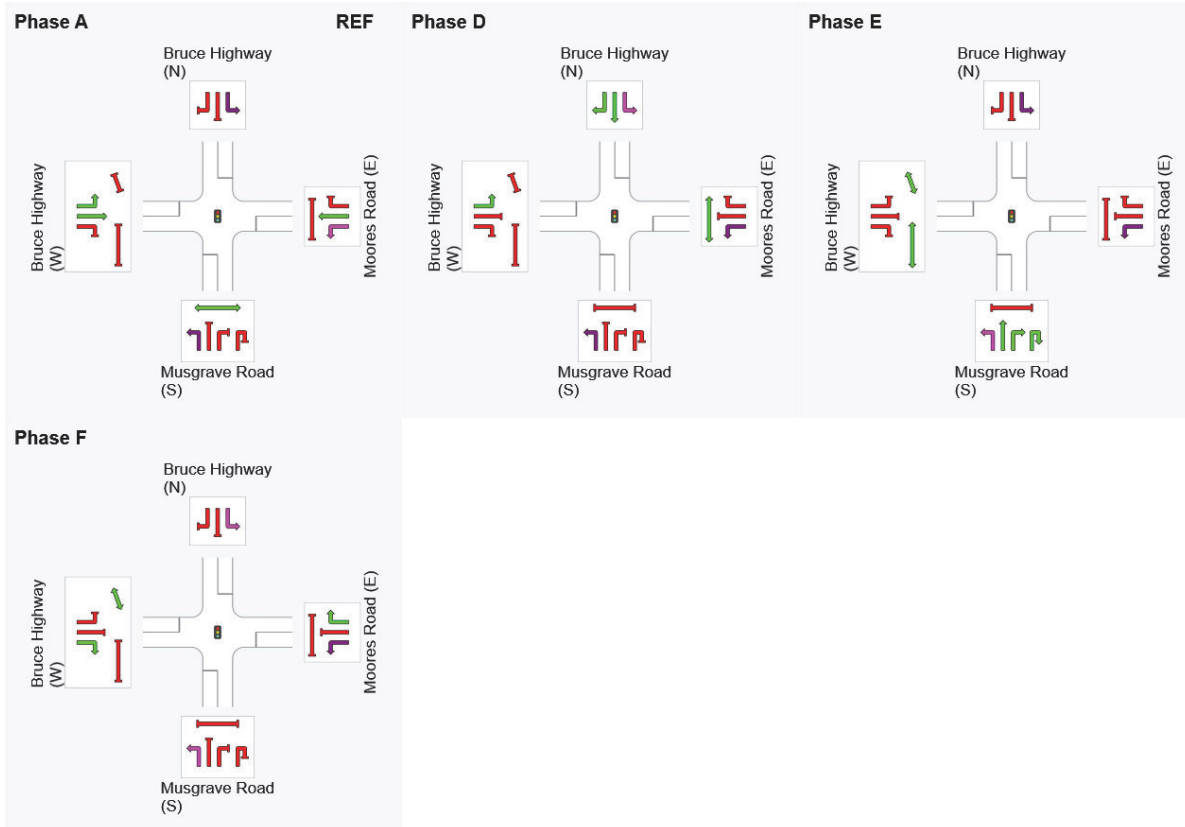 Phase A
REF
Bruce Highway
(N)
Bruce Highway
(W)
Moores Road (E)
Musgrave Road
(S)
Phase D
Bruce Highway
(N)
Bruce Highway
(W)
Moores Road (E)
Musgrave Road
(S)
Phase E
Bruce Highway
(N)
Bruce Highway
(W)
Moores Road (E)
Musgrave Road
(S)
Phase F
Bruce Highway
(N)
Bruce Highway
(W)
Moores Road (E)
Musgrave Road
(S)